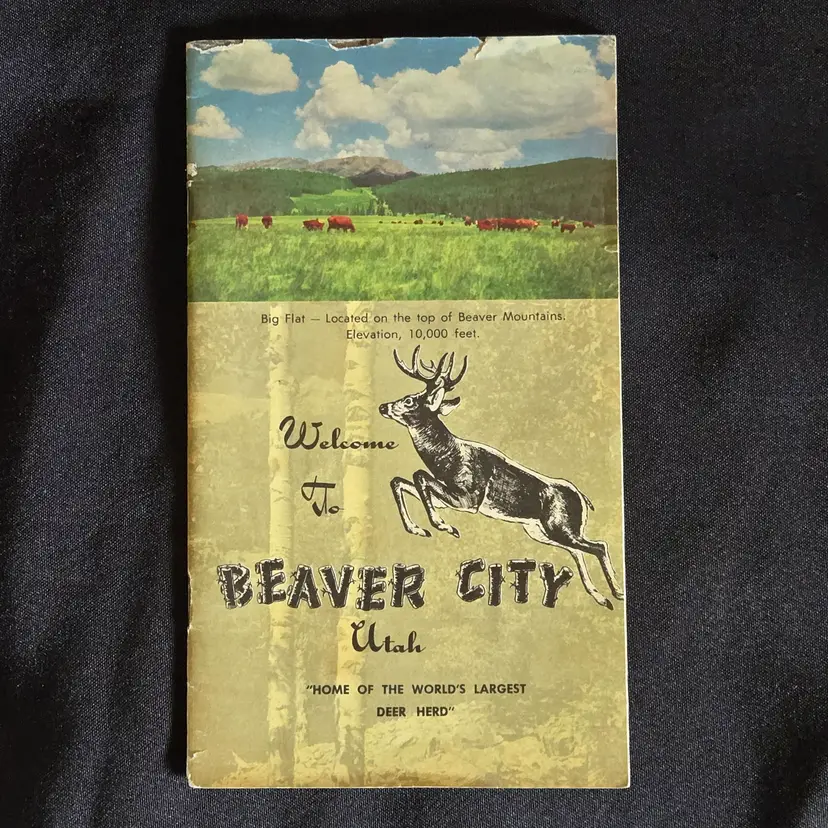 Big Flat — Located on the top of Beaver Mountains.
Elevation, 10,000 feet.
Welcome
To
BEAVER CITY
Utah
"HOME OF THE WORLD'S LARGEST
DEER HERD"